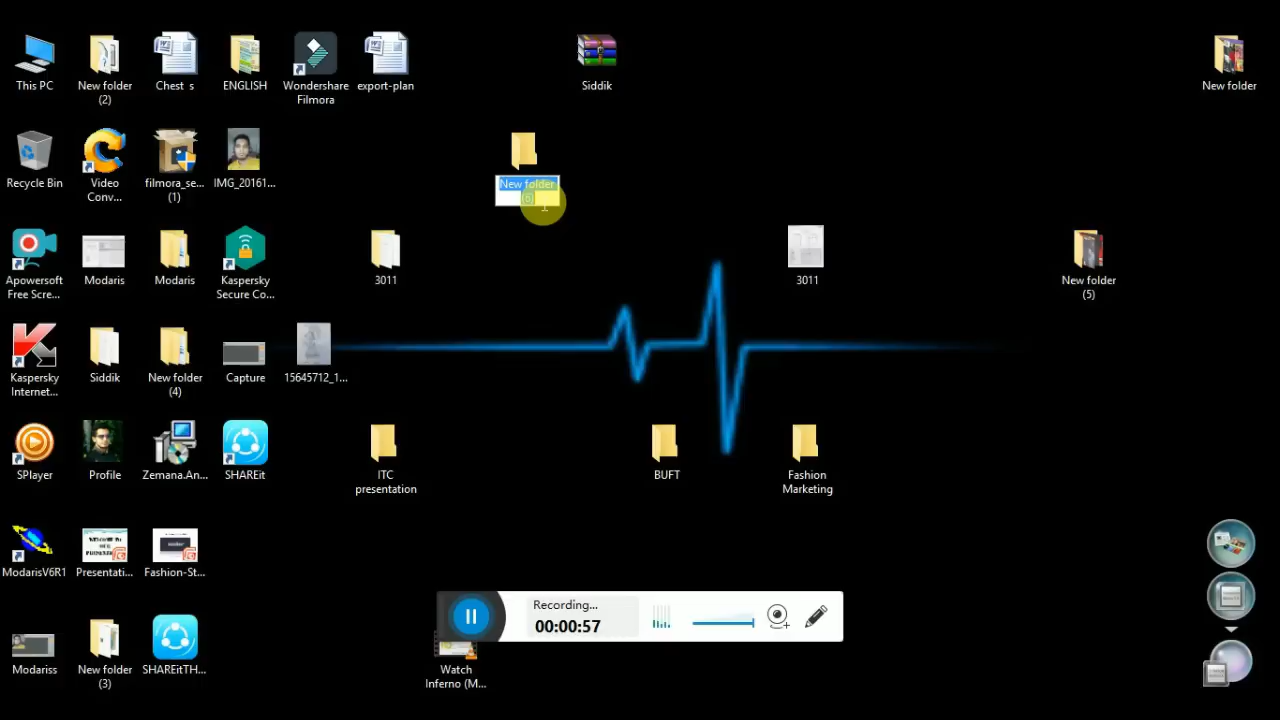 This PC
New folder
(2)
Chest s
ENGLISH
Wondershare
Filmora
export-plan
Siddik
New folder
Recycle Bin
Video
Conv...
filmora_se...
(1)
IMG_20161...
New folder
(6)
Apowersoft
Free Scre...
Modaris
Modaris
Kaspersky
Secure Co...
3011
3011
New folder
(5)
Kaspersky
Internet...
Siddik
New folder
(4)
Capture
15645712_1...
SPlayer
Profile
Zemana.An...
SHAREit
ITC
presentation
BUFT
Fashion
Marketing
ModarisV6R1
Presentati...
Fashion-St...
Recording...
00:00:57
Modariss
New folder
(3)
SHAREitTH...
Watch
Inferno (M...